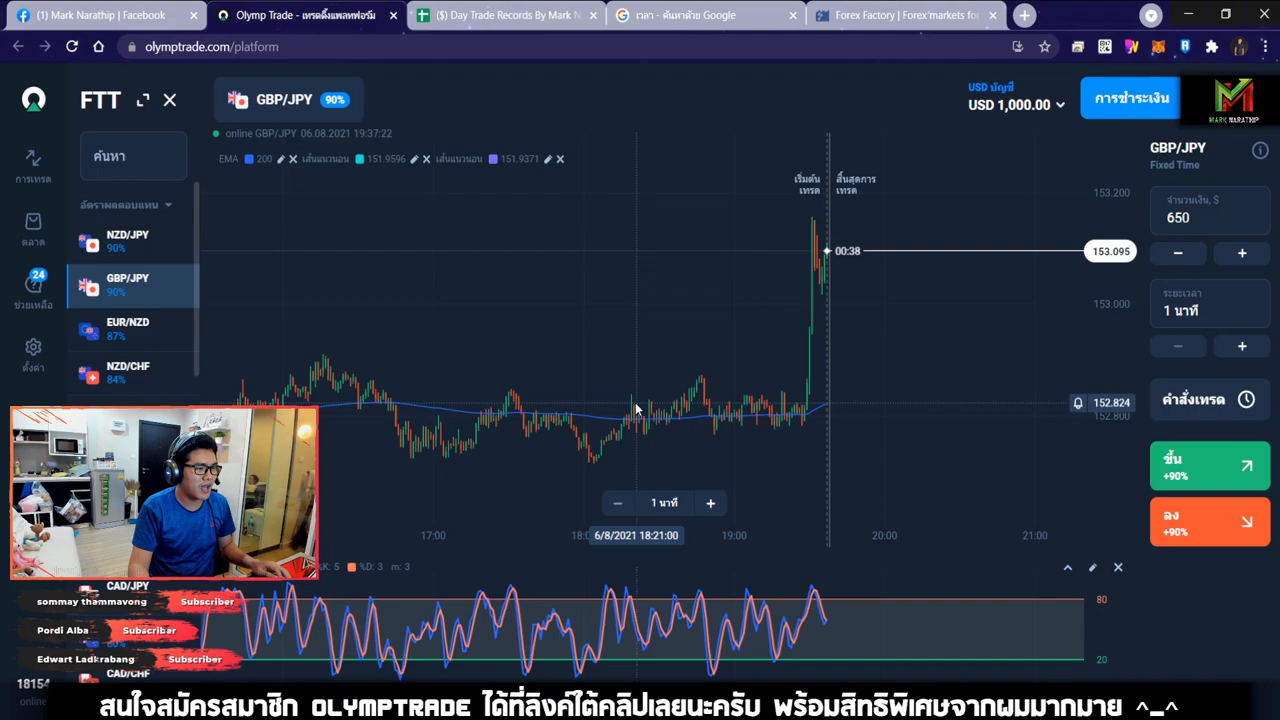 Mark Narathip | Facebook
Olymp Trade - เทรดดิ้งแพลทฟอร์ม
($) Day Trade Records By Mark N
เวลา - ค้นหาด้วย Google
Forex Factory | Forex markets fo
olymptrade.com/platform
FTT
GBP/JPY 90%
USD บัญชี
USD 1,000.00
การชำระเงิน
MARK NARATHIP
online GBP/JPY 06.08.2021 19:37:22
EMA 200 เส้นแนวนอน 151.9596 เส้นแนวนอน 151.9371
ค้นหา
อัตราผลตอบแทน
NZD/JPY
90%
GBP/JPY
90%
EUR/NZD
87%
NZD/CHF
84%
การเทรด
ตลาด
24
ช่วยเหลือ
ตั้งค่า
เริ่มต้น
เทรด
สิ้นสุดการ
เทรด
00:38
153.200
153.095
153.000
152.824
152.800
GBP/JPY
Fixed Time
จำนวนเงิน, $
650
ระยะเวลา
1 นาที
คำสั่งเทรด
ขึ้น
+90%
ลง
+90%
1 นาที
17:00
6/8/2021 18:21:00
19:00
20:00
21:00
%K: 5 %D: 3 m: 3
80
20
CAD/JPY
sommay thammavong Subscriber
Pordi Alba Subscriber
Edwart Ladkrabang Subscriber
CAD/CHF
18154
online
สนใจสมัครสมาชิก OLYMPTRADE ได้ที่ลิงค์ใต้คลิปเลยนะครับ พร้อมสิทธิพิเศษจากผมมากมาย ^_^